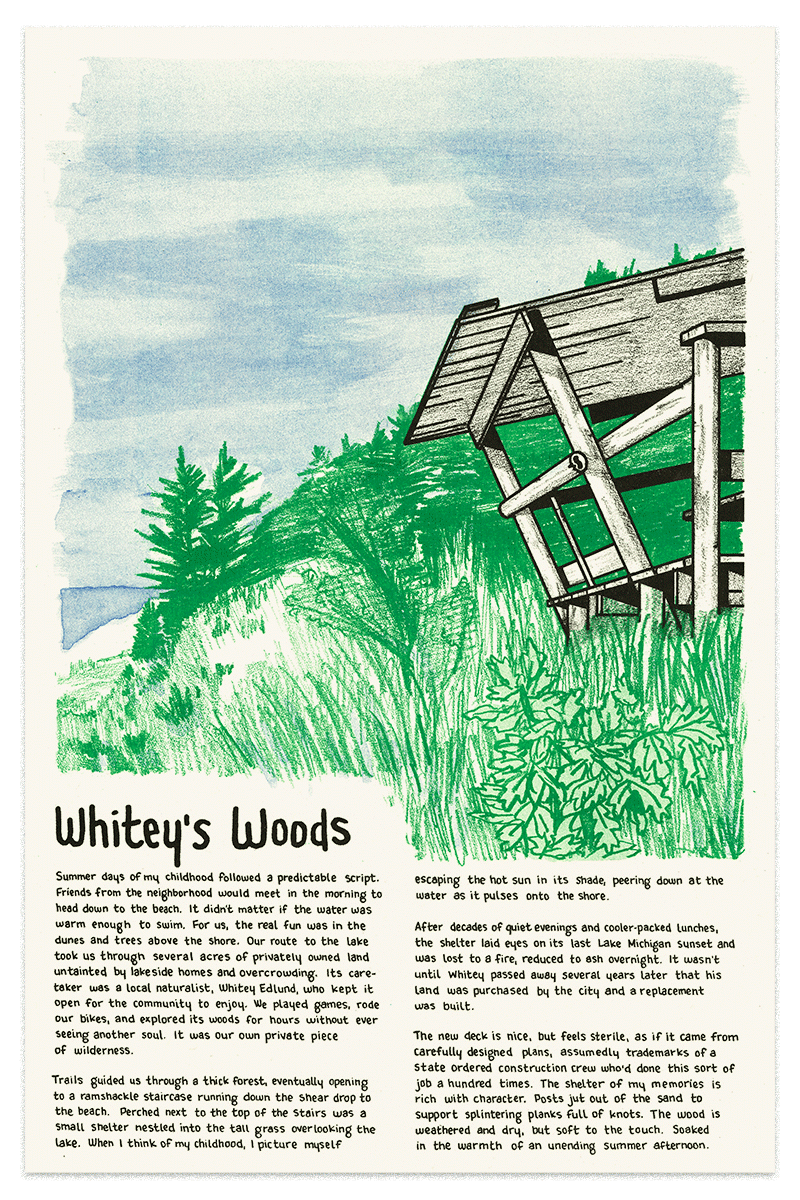 Whitey's Woods
Summer days of my childhood followed a predictable script.
Friends from the neighborhood would meet in the morning to
head down to the beach. It didn't matter if the water was
warm enough to swim. For us, the real fun was in the
dunes and trees above the shore. Our route to the lake
took us through several acres of privately owned land
untainted by lakeside homes and overcrowding. Its care-
taker was a local naturalist, Whitey Edlund, who kept it
open for the community to enjoy. We played games, rode
our bikes, and explored its woods for hours without ever
seeing another soul. It was our own private piece
of wilderness.
Trails guided us through a thick forest, eventually opening
to a ramshackle staircase running down the shear drop to
the beach. Perched next to the top of the stairs was a
small shelter nestled into the tall grass overlooking the
lake. When I think of my childhood, I picture myself
escaping the hot sun in its shade, peering down at the
water as it pulses onto the shore.
After decades of quiet evenings and cooler-packed lunches,
the shelter laid eyes on its last Lake Michigan sunset and
was lost to a fire, reduced to ash overnight. It wasn't
until Whitey passed away several years later that his
land was purchased by the city and a replacement
was built.
The new deck is nice, but feels sterile, as if it came from
carefully designed plans, assumedly trademarks of a
state ordered construction crew who'd done this sort of
job a hundred times. The shelter of my memories is
rich with character. Posts jut out of the sand to
support splintering planks full of knots. The wood is
weathered and dry, but soft to the touch. Soaked
in the warmth of an unending summer afternoon.